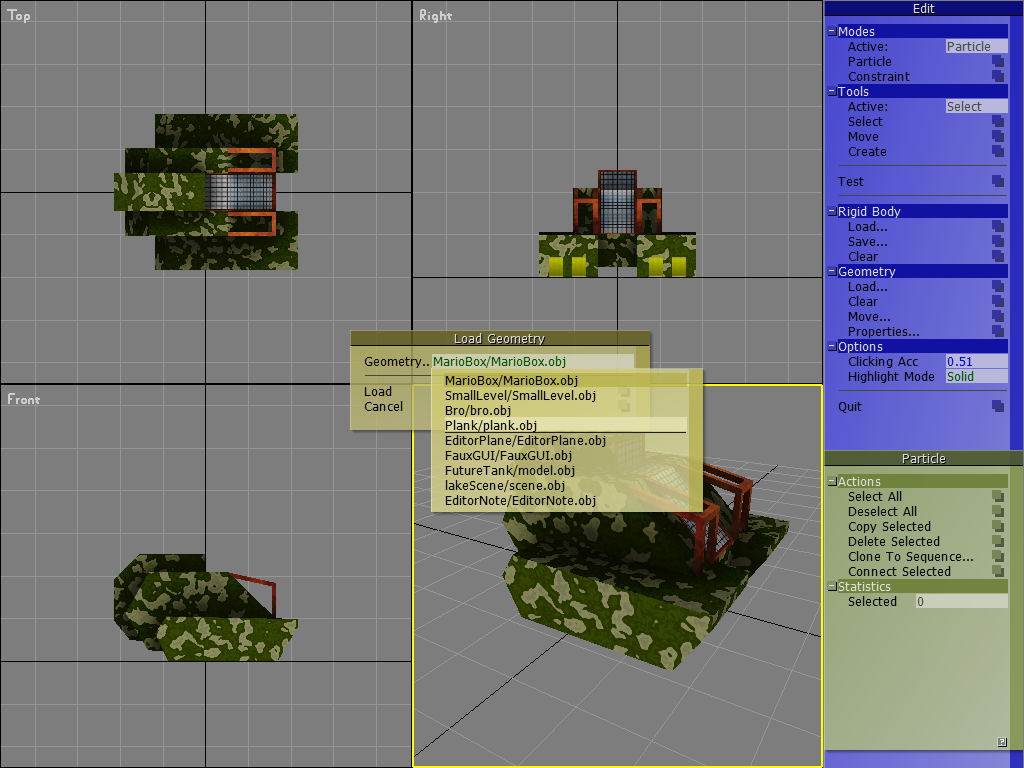 Top
Right
Front
Load Geometry
Geometry.. MarioBox/MarioBox.obj
Load
Cancel
MarioBox/MarioBox.obj
SmallLevel/SmallLevel.obj
Bro/bro.obj
Plank/plank.obj
EditorPlane/EditorPlane.obj
FauxGUI/FauxGUI.obj
FutureTank/model.obj
lakeScene/scene.obj
EditorNote/EditorNote.obj
Edit
Modes
Active: Particle
Particle
Constraint
Tools
Active: Select
Select
Move
Create
Test
Rigid Body
Load...
Save...
Clear
Geometry
Load...
Clear
Move...
Properties...
Options
Clicking Acc 0.51
Highlight Mode Solid
Quit
Particle
Actions
Select All
Deselect All
Copy Selected
Delete Selected
Clone To Sequence...
Connect Selected
Statistics
Selected 0